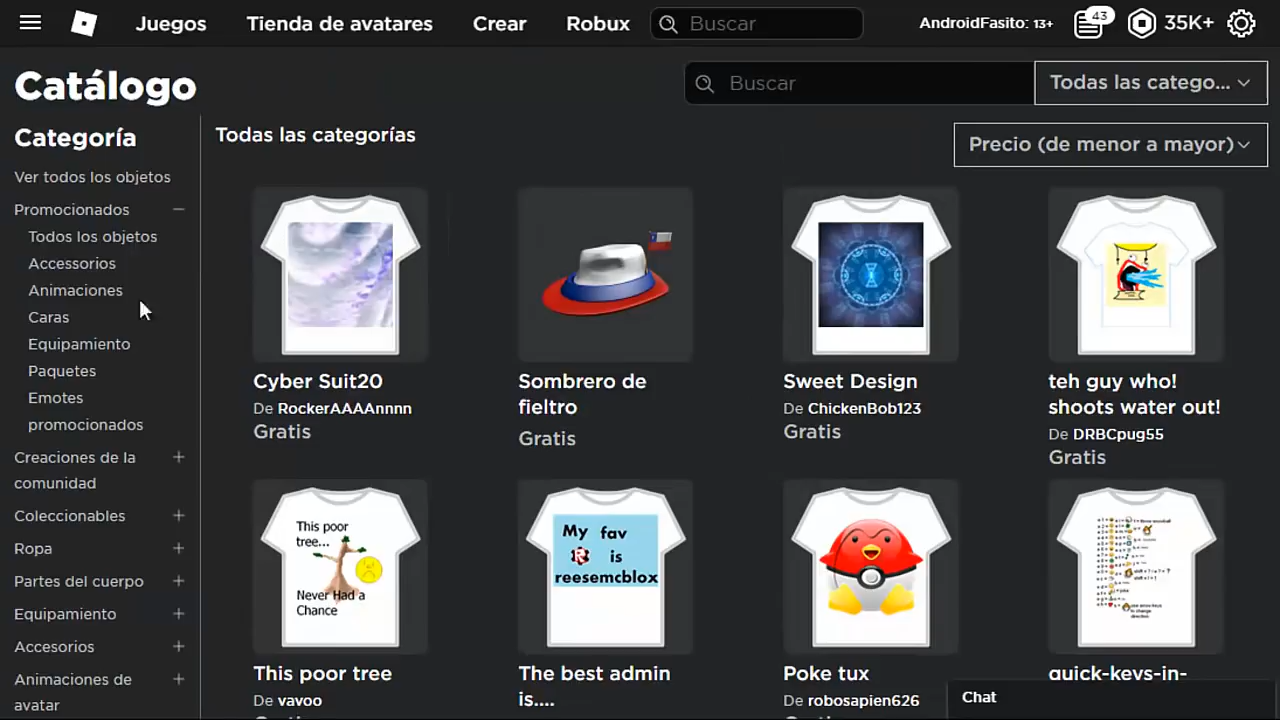 Juegos
Tienda de avatares
Crear
Robux
Buscar
AndroidFasito: 13+
43
35K+
Catálogo
Buscar
Todas las catego...
Categoría
Ver todos los objetos
Promocionados
Todos los objetos
Accessorios
Animaciones
Caras
Equipamiento
Paquetes
Emotes
promocionados
Creaciones de la
comunidad
Coleccionables
Ropa
Partes del cuerpo
Equipamiento
Accesorios
Animaciones de
avatar
Todas las categorías
Precio (de menor a mayor)
Cyber Suit20
De RockerAAAAnnnn
Gratis
Sombrero de
fieltro
Gratis
Sweet Design
De ChickenBob123
Gratis
teh guy who!
shoots water out!
De DRBCpug55
Gratis
This poor
tree...
Never Had a
Chance
This poor tree
De vavoo
Gratis
My fav
is
reesemcblox
The best admin
is....
Poke tux
De robosapien626
quick-keys-in-
Chat